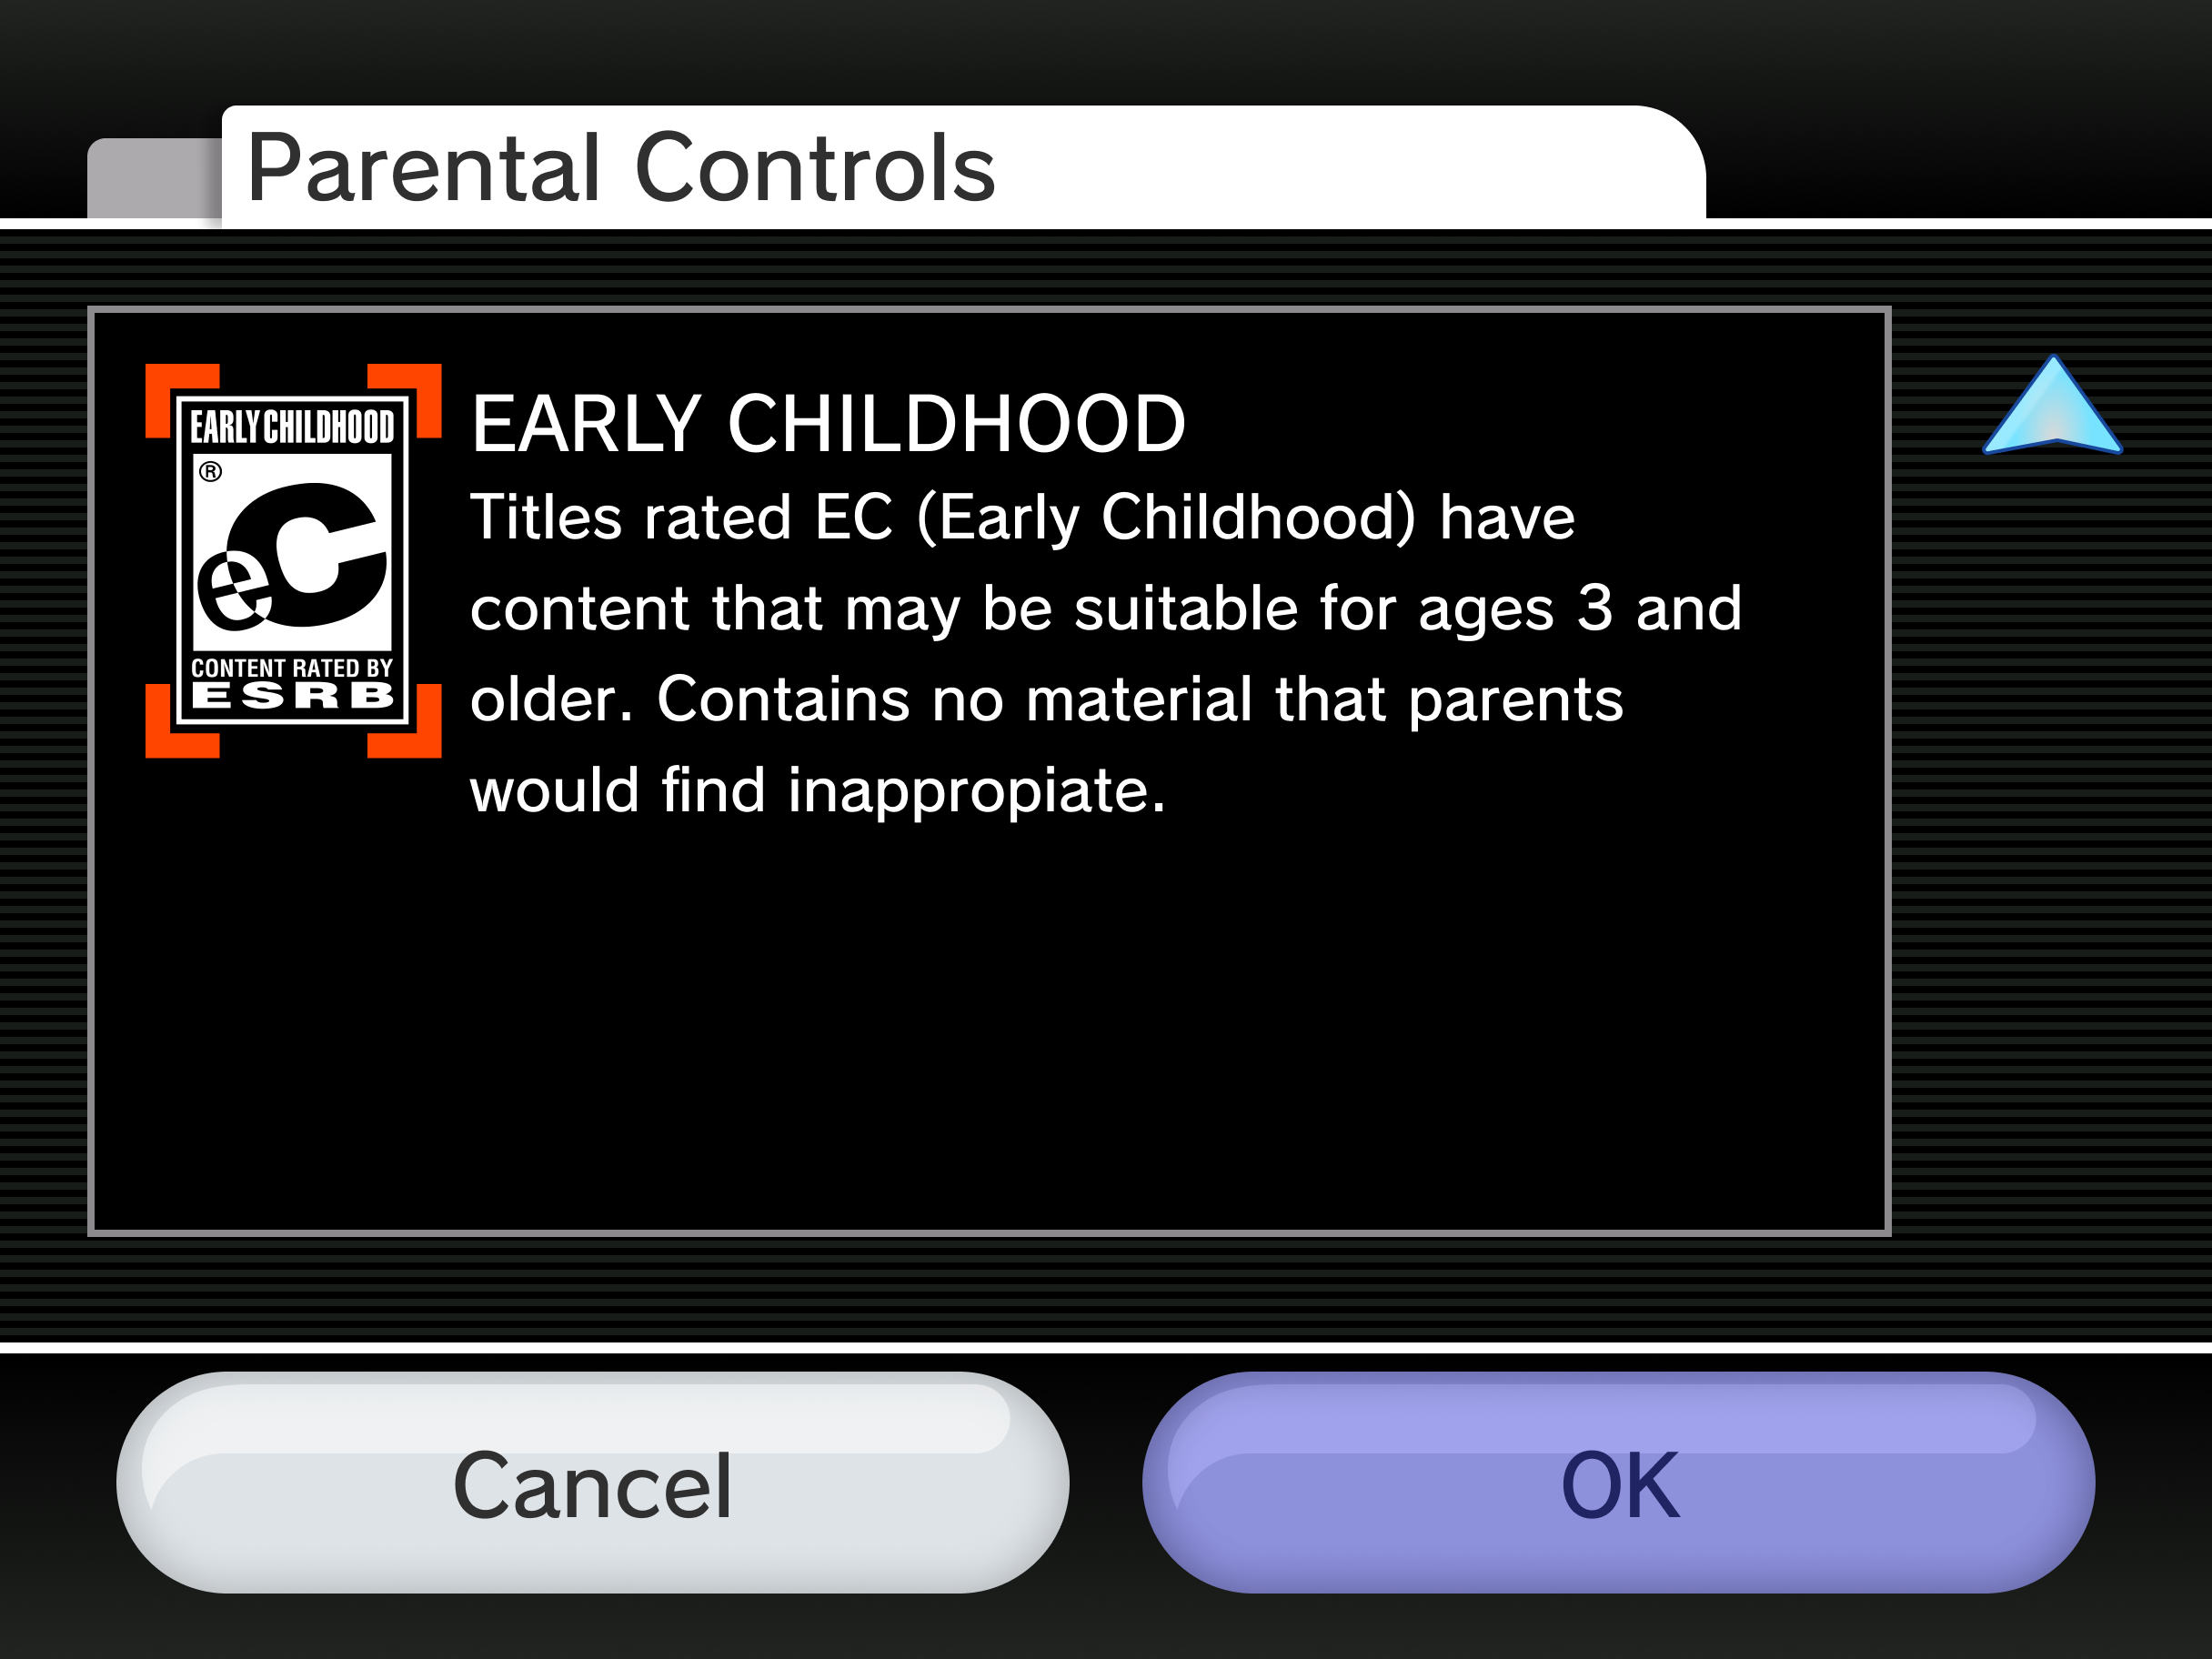 Parental Controls
EARLY CHILDHOOD
®
eC
CONTENT RATED BY
ESRB
EARLY CHILDHOOD
Titles rated EC (Early Childhood) have
content that may be suitable for ages 3 and
older. Contains no material that parents
would find inappropiate.
Cancel
OK